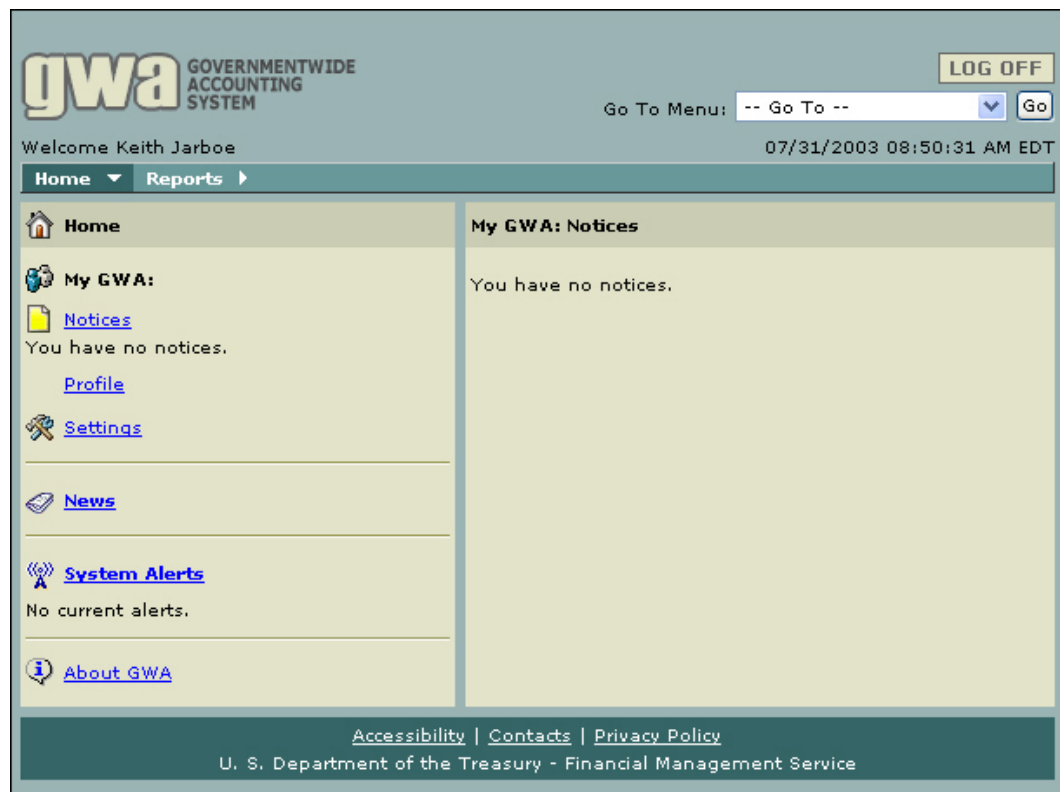 gwa GOVERNMENTWIDE
ACCOUNTING
SYSTEM
LOG OFF
Go To Menu: -- Go To -- Go
Welcome Keith Jarboe
07/31/2003 08:50:31 AM EDT
Home Reports
Home
My GWA:
Notices
You have no notices.
Profile
Settings
News
System Alerts
No current alerts.
About GWA
My GWA: Notices
You have no notices.
Accessibility | Contacts | Privacy Policy
U. S. Department of the Treasury - Financial Management Service